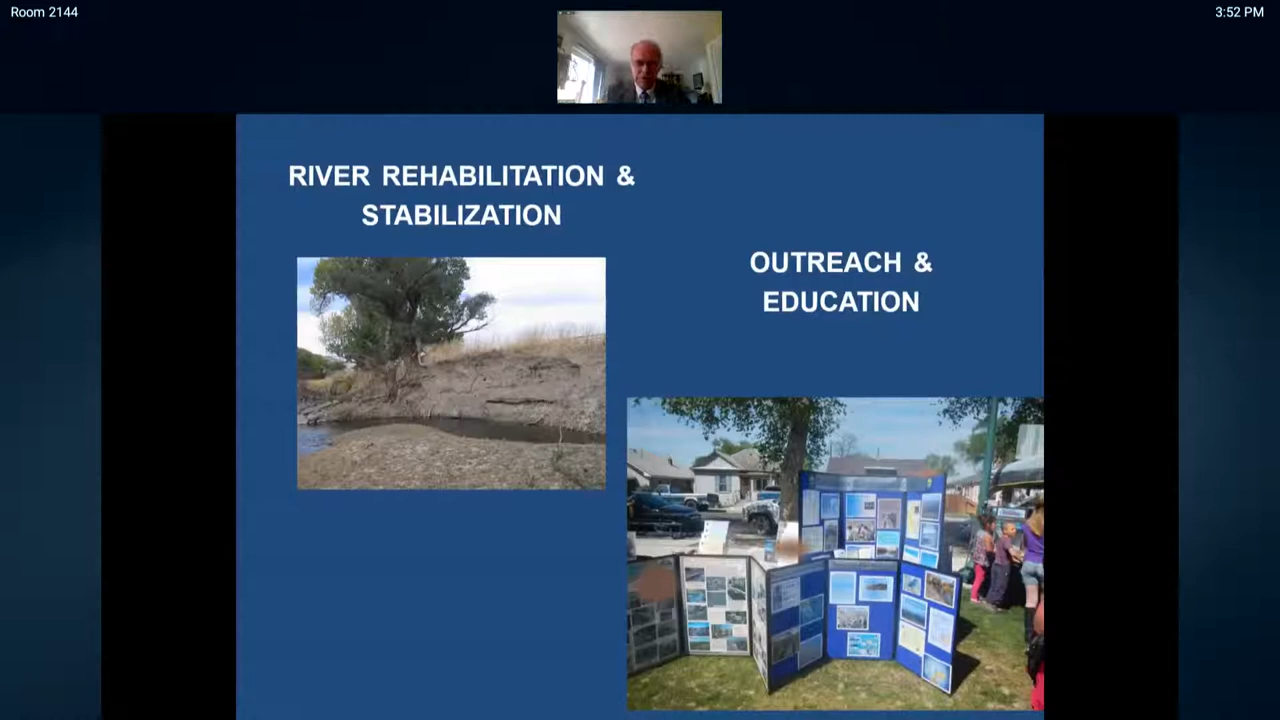 Room 2144
3:52 PM
RIVER REHABILITATION &
STABILIZATION
OUTREACH &
EDUCATION